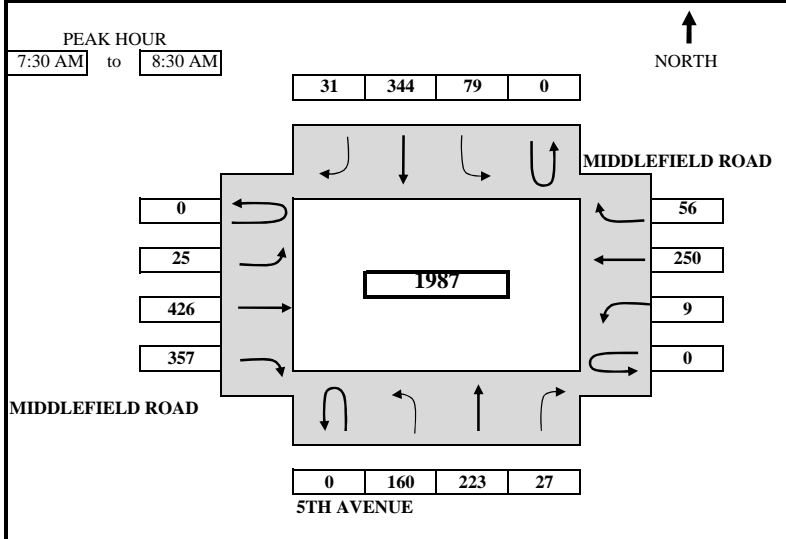 PEAK HOUR
7:30 AM to 8:30 AM
NORTH
31 344 79 0
MIDDLEFIELD ROAD
0 56
25 250
1987
426 9
357 0
MIDDLEFIELD ROAD
0 160 223 27
5TH AVENUE